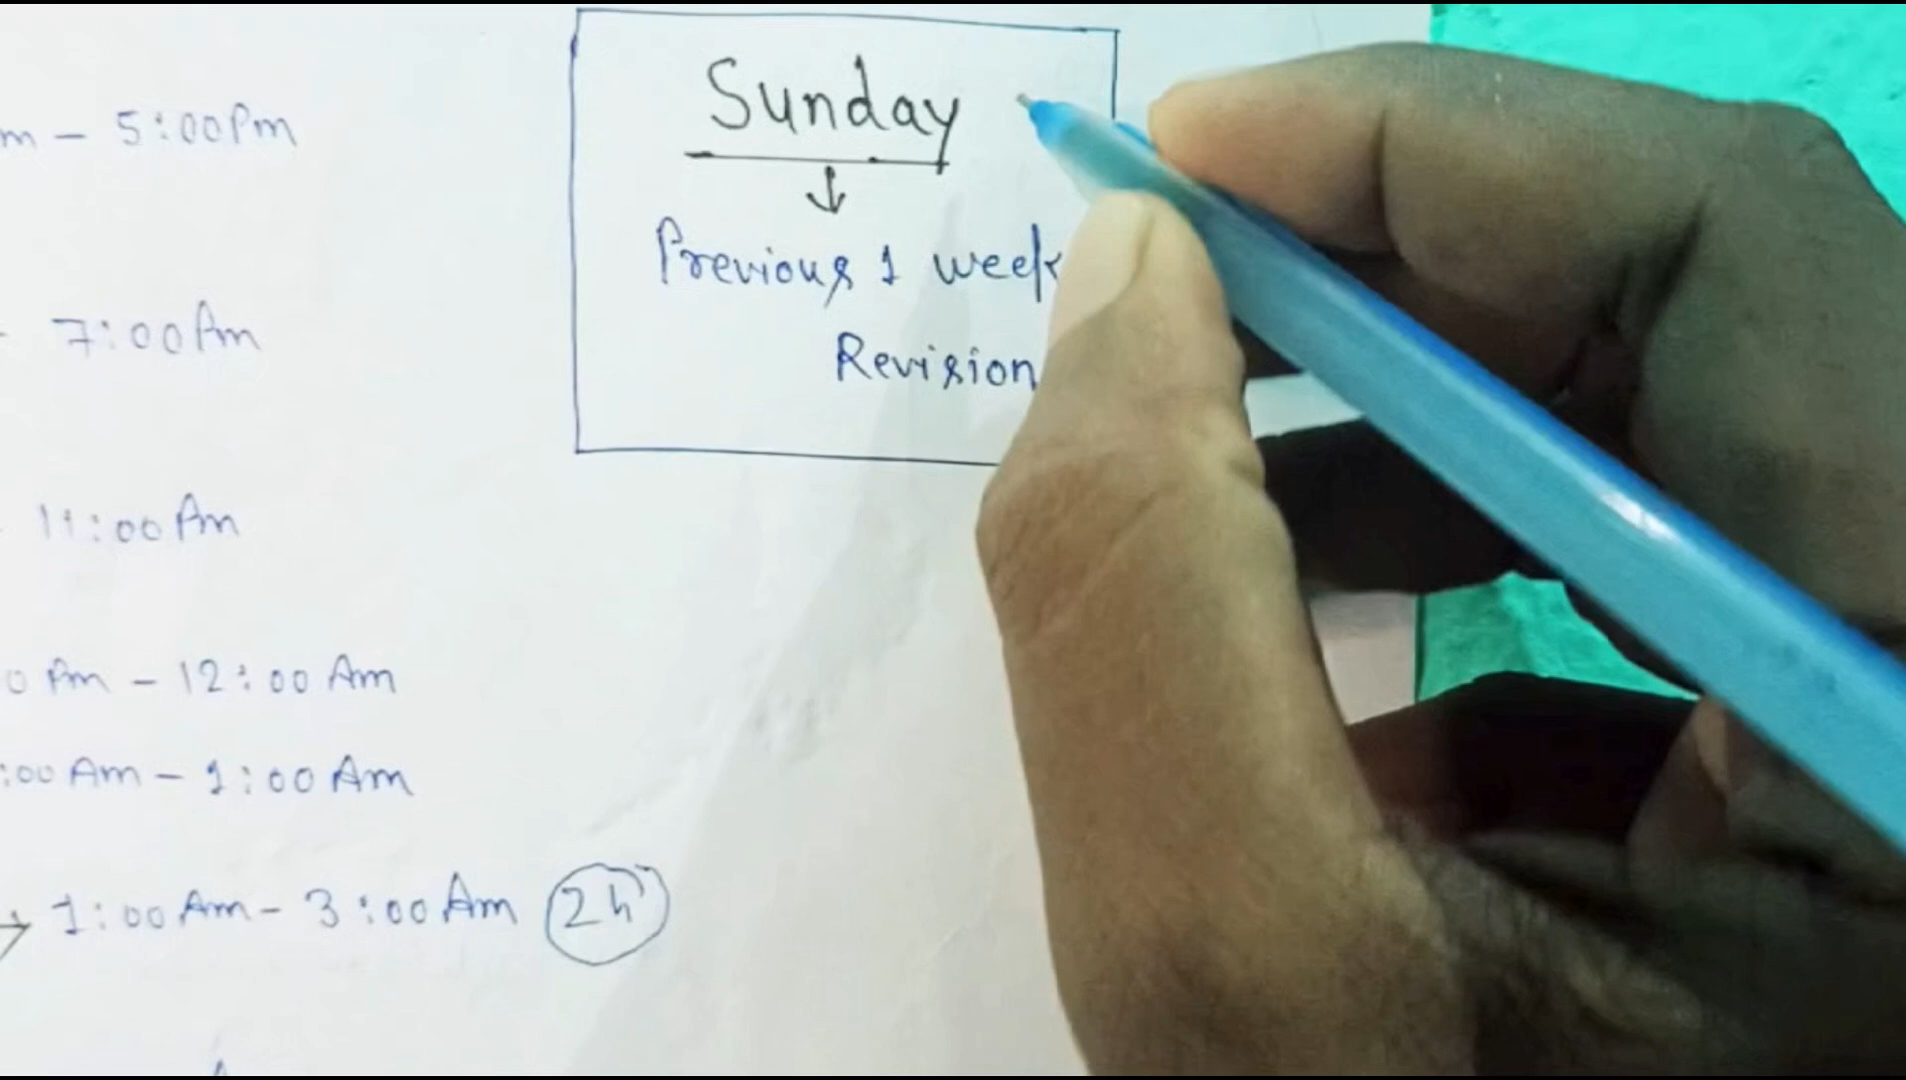 m - 5:00Pm
Sunday
↓
Previous 1 week
Revision
- 7:00Am
- 11:00Am
0 Pm - 12:00 Am
:00 Am - 1:00 Am
→ 1:00 Am - 3:00 Am 2h